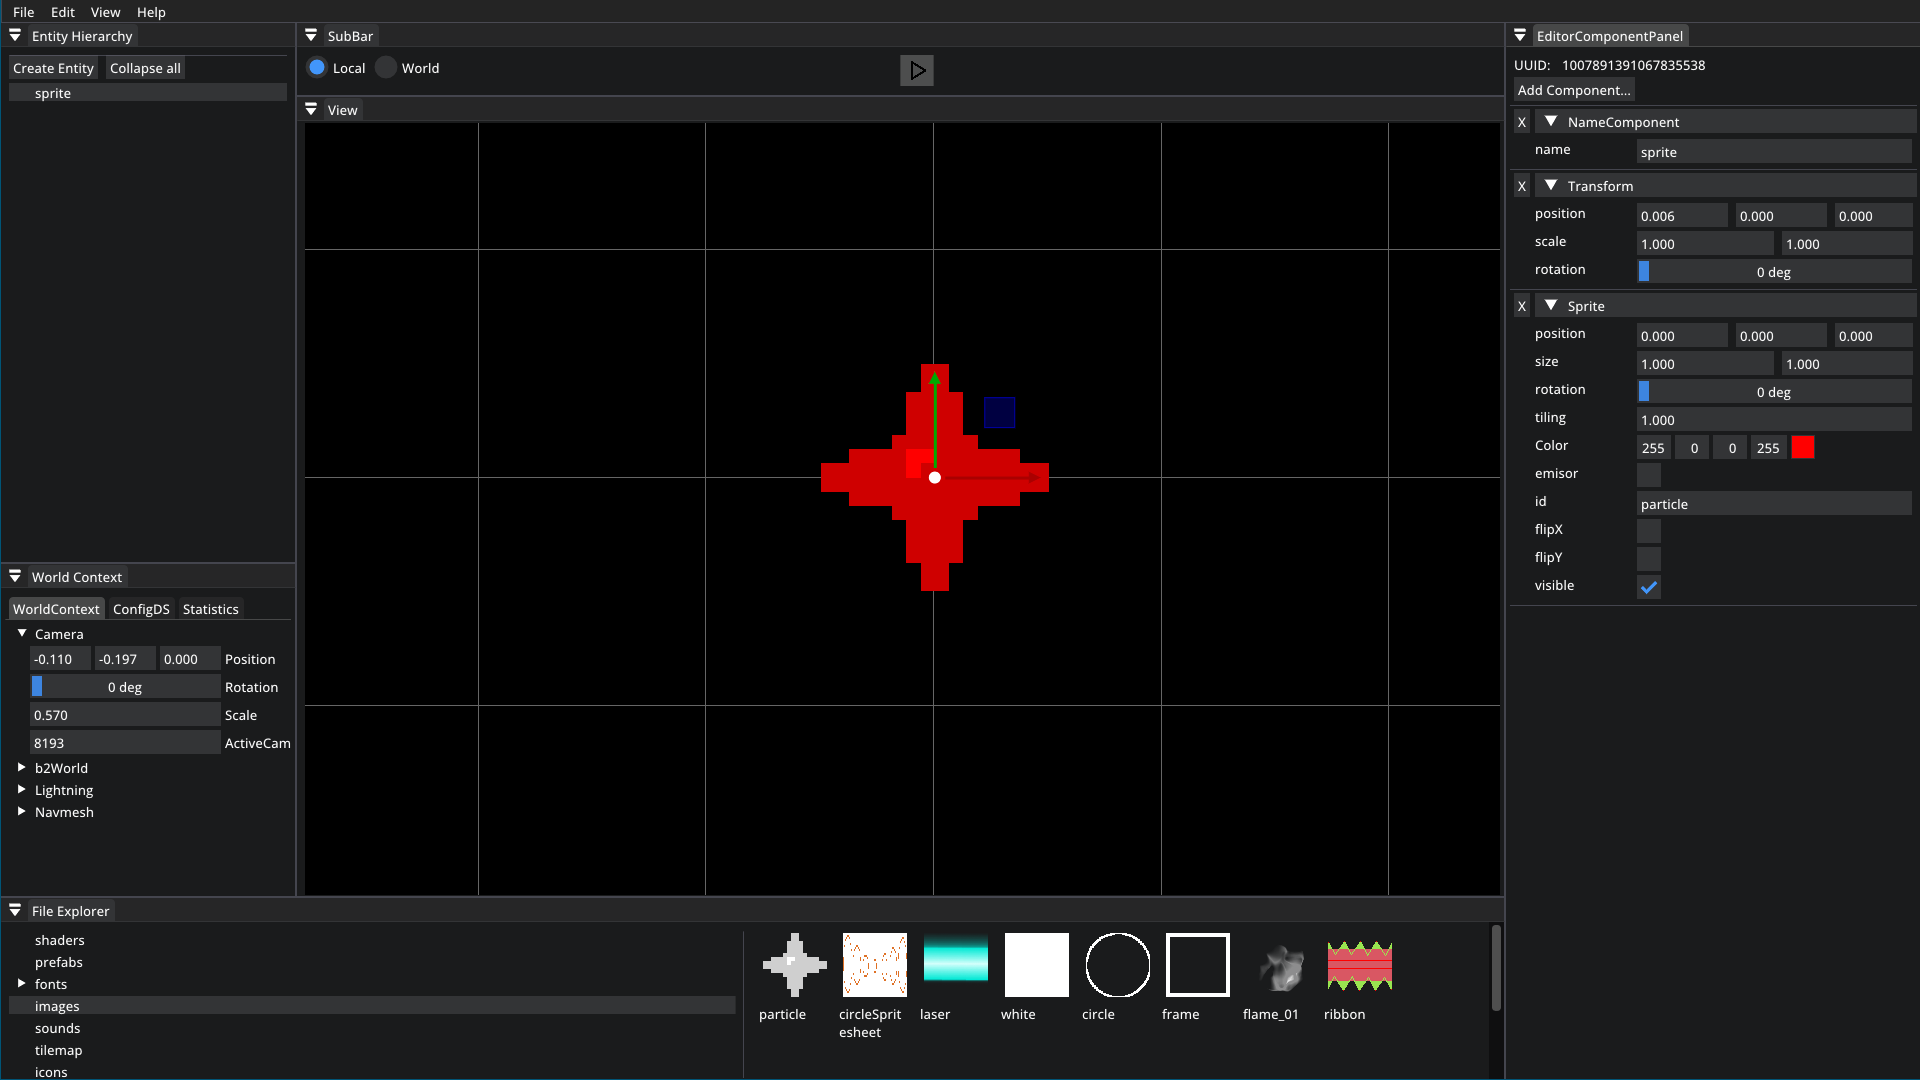 File Edit View Help
Entity Hierarchy
Create Entity Collapse all
sprite
SubBar
Local World
View
World Context
WorldContext ConfigDS Statistics
Camera
-0.110 -0.197 0.000 Position
0 deg Rotation
0.570 Scale
8193 ActiveCam
b2World
Lightning
Navmesh
File Explorer
shaders
prefabs
fonts
images
sounds
tilemap
icons
particle
circleSprit
esheet
laser
white
circle
frame
flame_01
ribbon
EditorComponentPanel
UUID: 1007891391067835538
Add Component...
X NameComponent
name sprite
X Transform
position 0.006 0.000 0.000
scale 1.000 1.000
rotation 0 deg
X Sprite
position 0.000 0.000 0.000
size 1.000 1.000
rotation 0 deg
tiling 1.000
Color 255 0 0 255
emisor
id particle
flipX
flipY
visible